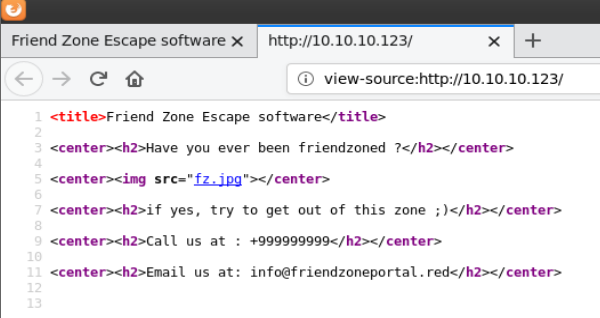 Friend Zone Escape software
http://10.10.10.123/
view-source:http://10.10.10.123/
1 <title>Friend Zone Escape software</title>
2
3 <center><h2>Have you ever been friendzoned ?</h2></center>
4
5 <center><img src="fz.jpg"></center>
6
7 <center><h2>if yes, try to get out of this zone ;)</h2></center>
8
9 <center><h2>Call us at : +999999999</h2></center>
10
11 <center><h2>Email us at: info@friendzoneportal.red</h2></center>
12
13